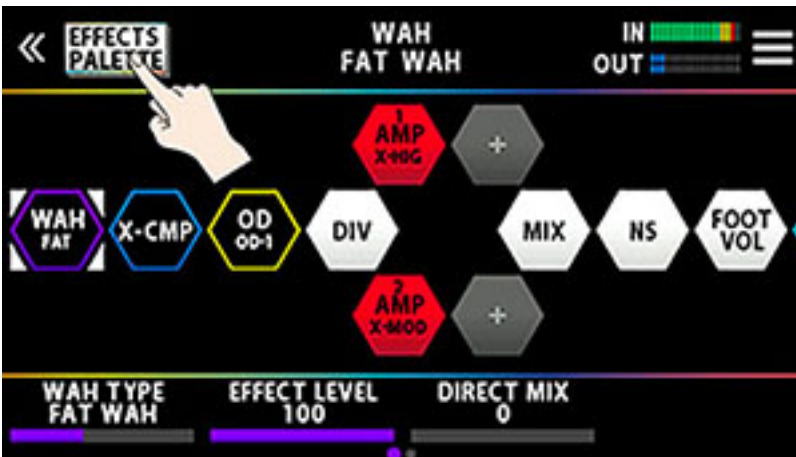 EFFECTS
PALETTE
WAH
FAT WAH
IN
OUT
1
AMP
X-HIG
+
WAH
FAT
X-CMP
OD
OD-1
DIV
MIX
NS
FOOT
VOL
2
AMP
X-MOD
+
WAH TYPE
FAT WAH
EFFECT LEVEL
100
DIRECT MIX
0